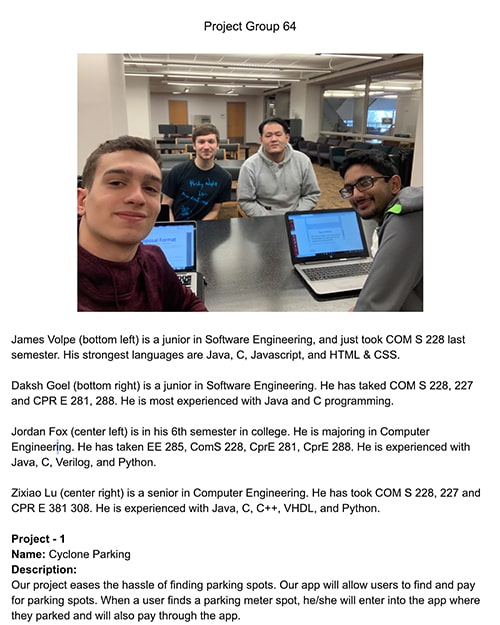 Project Group 64
James Volpe (bottom left) is a junior in Software Engineering, and just took COM S 228 last
semester. His strongest languages are Java, C, Javascript, and HTML & CSS.
Daksh Goel (bottom right) is a junior in Software Engineering. He has taked COM S 228, 227
and CPR E 281, 288. He is most experienced with Java and C programming.
Jordan Fox (center left) is in his 6th semester in college. He is majoring in Computer
Engineering. He has taken EE 285, ComS 228, CprE 281, CprE 288. He is experienced with
Java, C, Verilog, and Python.
Zixiao Lu (center right) is a senior in Computer Engineering. He has took COM S 228, 227 and
CPR E 381 308. He is experienced with Java, C, C++, VHDL, and Python.
Project - 1
Name: Cyclone Parking
Description:
Our project eases the hassle of finding parking spots. Our app will allow users to find and pay
for parking spots. When a user finds a parking meter spot, he/she will enter into the app where
they parked and will also pay through the app.